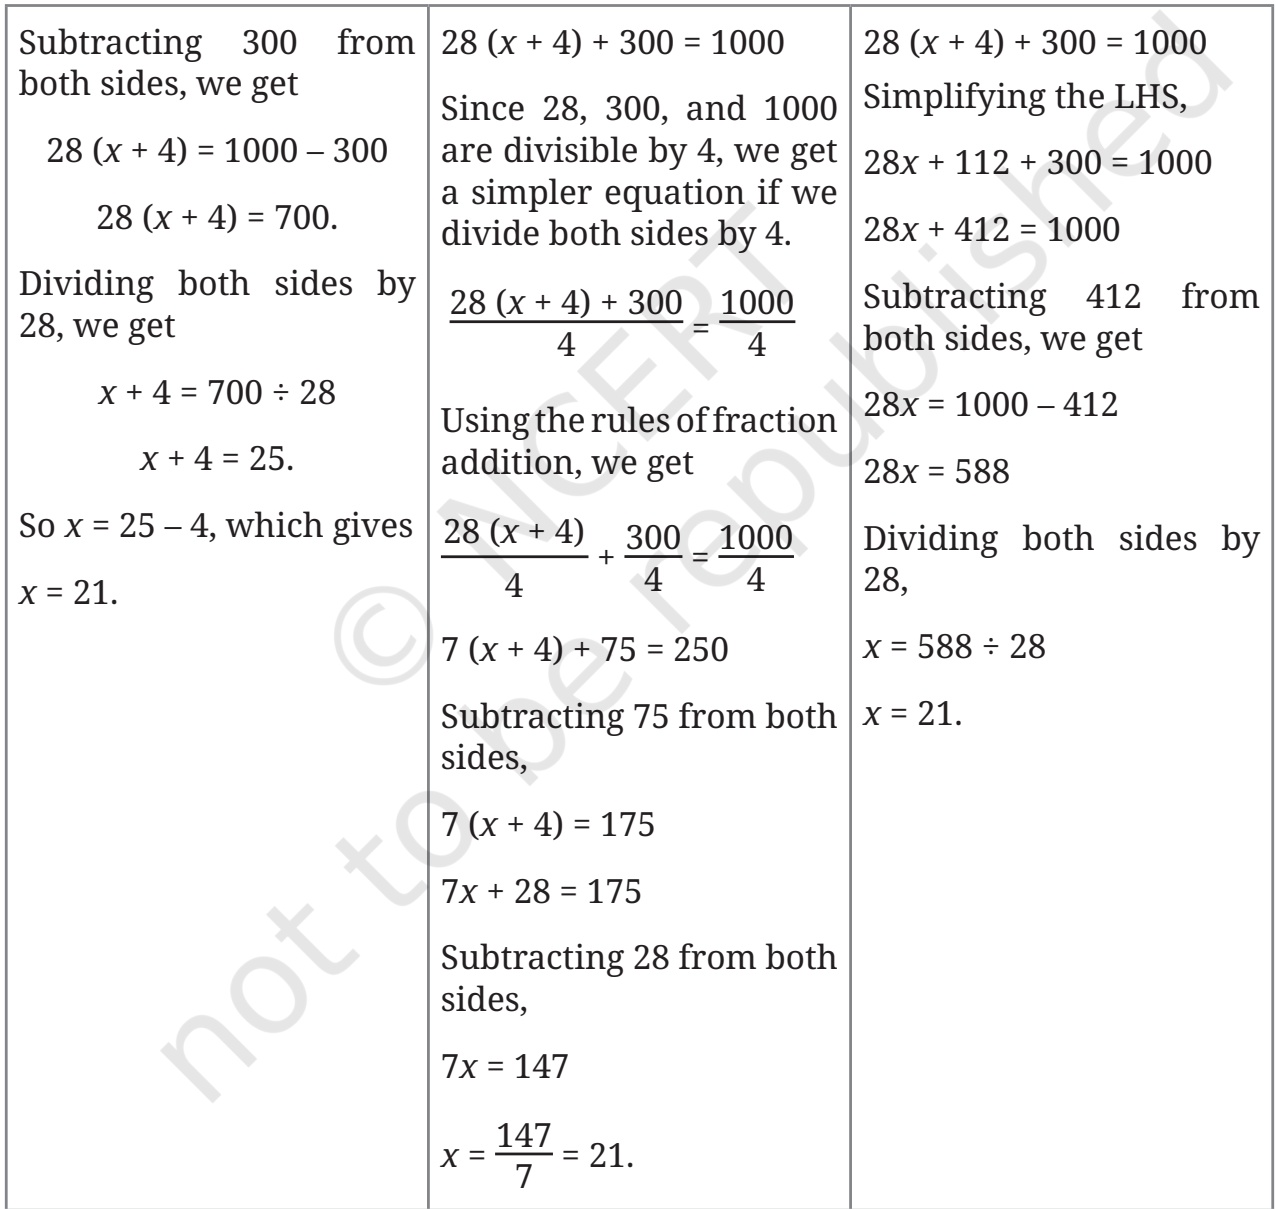 Subtracting 300 from
both sides, we get
28 (x + 4) = 1000 – 300
28 (x + 4) = 700.
Dividing both sides by
28, we get
x + 4 = 700 ÷ 28
x + 4 = 25.
So x = 25 – 4, which gives
x = 21.
28 (x + 4) + 300 = 1000
Since 28, 300, and 1000
are divisible by 4, we get
a simpler equation if we
divide both sides by 4.
28 (x + 4) + 300 / 4 = 1000 / 4
Using the rules of fraction
addition, we get
28 (x + 4) / 4 + 300 / 4 = 1000 / 4
7 (x + 4) + 75 = 250
Subtracting 75 from both
sides,
7 (x + 4) = 175
7x + 28 = 175
Subtracting 28 from both
sides,
7x = 147
x = 147 / 7 = 21.
28 (x + 4) + 300 = 1000
Simplifying the LHS,
28x + 112 + 300 = 1000
28x + 412 = 1000
Subtracting 412 from
both sides, we get
28x = 1000 – 412
28x = 588
Dividing both sides by
28,
x = 588 ÷ 28
x = 21.
© NCERT
not to be republished